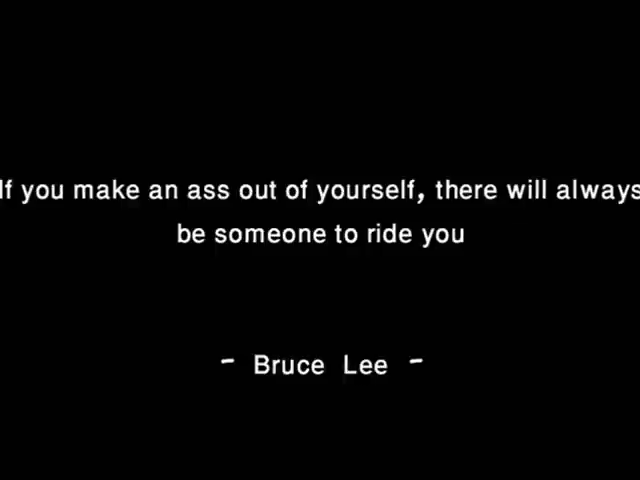 If you make an ass out of yourself, there will always
be someone to ride you
- Bruce Lee -